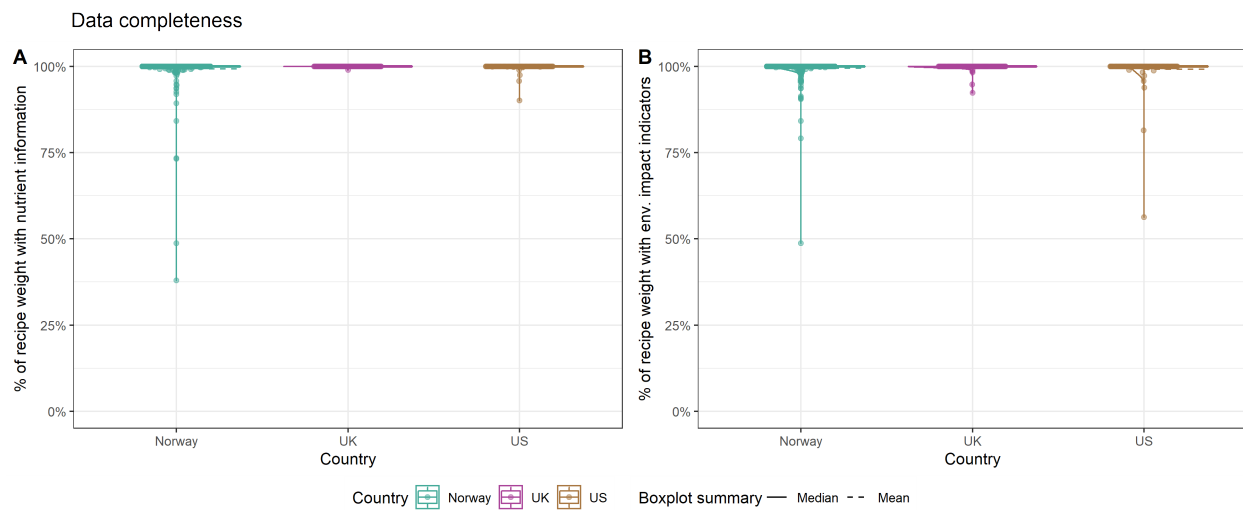 Data completeness
A
% of recipe weight with nutrient information
100%
75%
50%
25%
0%
Norway
UK
US
Country
B
% of recipe weight with env. impact indicators
100%
75%
50%
25%
0%
Norway
UK
US
Country
Country Norway UK US Boxplot summary Median Mean